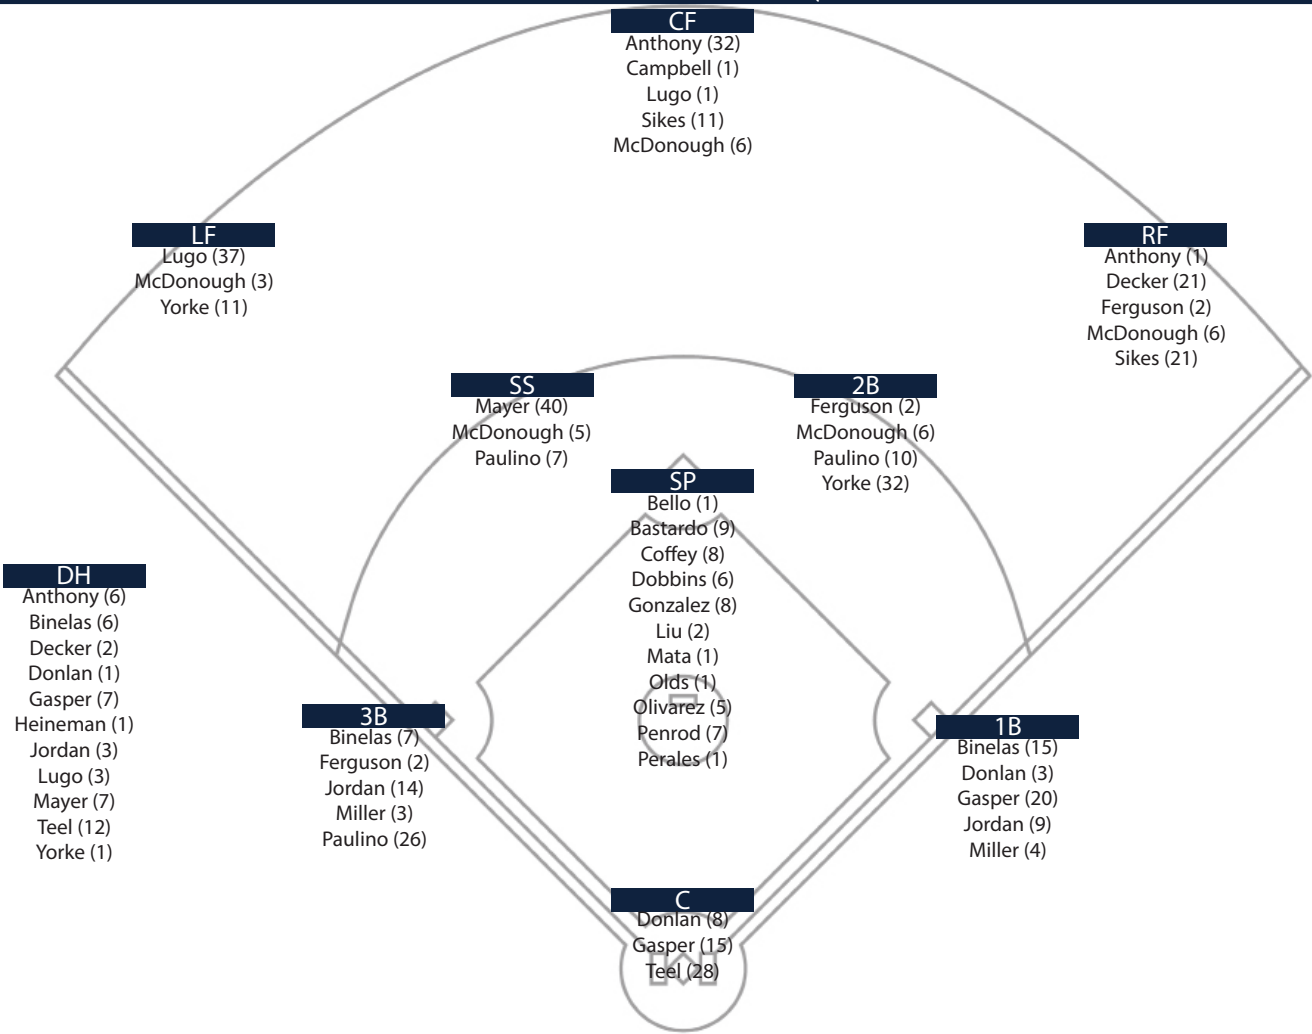 CF
Anthony (32)
Campbell (1)
Lugo (1)
Sikes (11)
McDonough (6)
LF
Lugo (37)
McDonough (3)
Yorke (11)
RF
Anthony (1)
Decker (21)
Ferguson (2)
McDonough (6)
Sikes (21)
SS
Mayer (40)
McDonough (5)
Paulino (7)
2B
Ferguson (2)
McDonough (6)
Paulino (10)
Yorke (32)
SP
Bello (1)
Bastardo (9)
Coffey (8)
Dobbins (6)
Gonzalez (8)
Liu (2)
Mata (1)
Olds (1)
Olivarez (5)
Penrod (7)
Perales (1)
DH
Anthony (6)
Binelas (6)
Decker (2)
Donlan (1)
Gasper (7)
Heineman (1)
Jordan (3)
Lugo (3)
Mayer (7)
Teel (12)
Yorke (1)
3B
Binelas (7)
Ferguson (2)
Jordan (14)
Miller (3)
Paulino (26)
1B
Binelas (15)
Donlan (3)
Gasper (20)
Jordan (9)
Miller (4)
C
Donlan (8)
Gasper (15)
Teel (28)